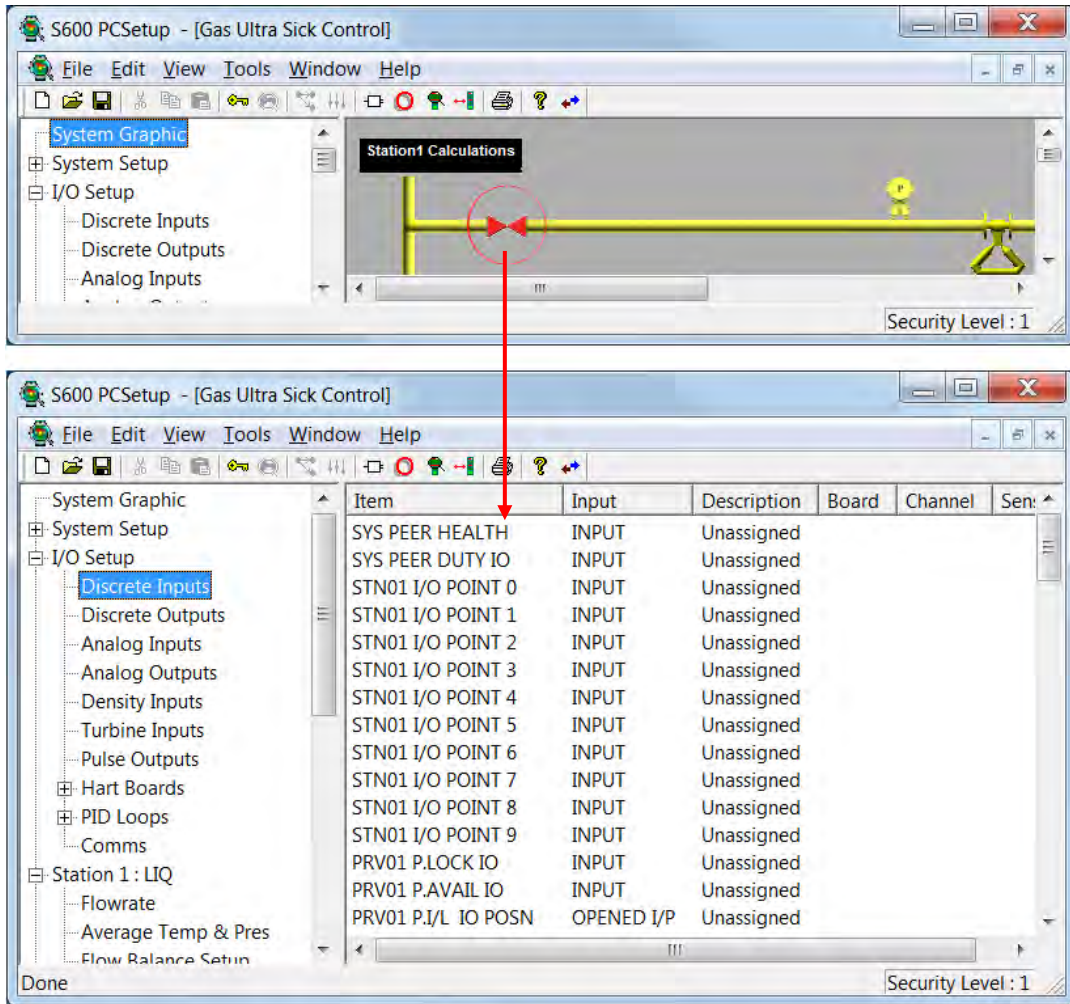 S600 PCSetup - [Gas Ultra Sick Control]
File Edit View Tools Window Help
System Graphic
System Setup
I/O Setup
Discrete Inputs
Discrete Outputs
Analog Inputs
Station1 Calculations
P
Security Level : 1
S600 PCSetup - [Gas Ultra Sick Control]
File Edit View Tools Window Help
System Graphic
System Setup
I/O Setup
Discrete Inputs
Discrete Outputs
Analog Inputs
Analog Outputs
Density Inputs
Turbine Inputs
Pulse Outputs
Hart Boards
PID Loops
Comms
Station 1 : LIQ
Flowrate
Average Temp & Pres
Flow Balance Setup
Item Input Description Board Channel Sens
SYS PEER HEALTH INPUT Unassigned
SYS PEER DUTY IO INPUT Unassigned
STN01 I/O POINT 0 INPUT Unassigned
STN01 I/O POINT 1 INPUT Unassigned
STN01 I/O POINT 2 INPUT Unassigned
STN01 I/O POINT 3 INPUT Unassigned
STN01 I/O POINT 4 INPUT Unassigned
STN01 I/O POINT 5 INPUT Unassigned
STN01 I/O POINT 6 INPUT Unassigned
STN01 I/O POINT 7 INPUT Unassigned
STN01 I/O POINT 8 INPUT Unassigned
STN01 I/O POINT 9 INPUT Unassigned
PRV01 P.LOCK IO INPUT Unassigned
PRV01 P.AVAIL IO INPUT Unassigned
PRV01 P.I/L IO POSN OPENED I/P Unassigned
Done
Security Level : 1